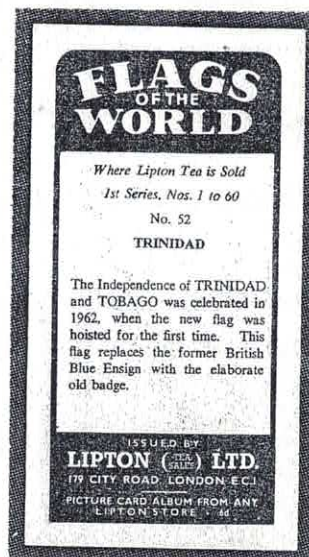 FLAGS
OF THE
WORLD
Where Lipton Tea is Sold
1st Series, Nos. 1 to 60
No. 52
TRINIDAD
The Independence of TRINIDAD
and TOBAGO was celebrated in
1962, when the new flag was
hoisted for the first time. This
flag replaces the former British
Blue Ensign with the elaborate
old badge.
ISSUED BY
LIPTON (TEA SALES) LTD.
179 CITY ROAD LONDON E.C.1
PICTURE CARD ALBUM FROM ANY
LIPTON STORE - 6d